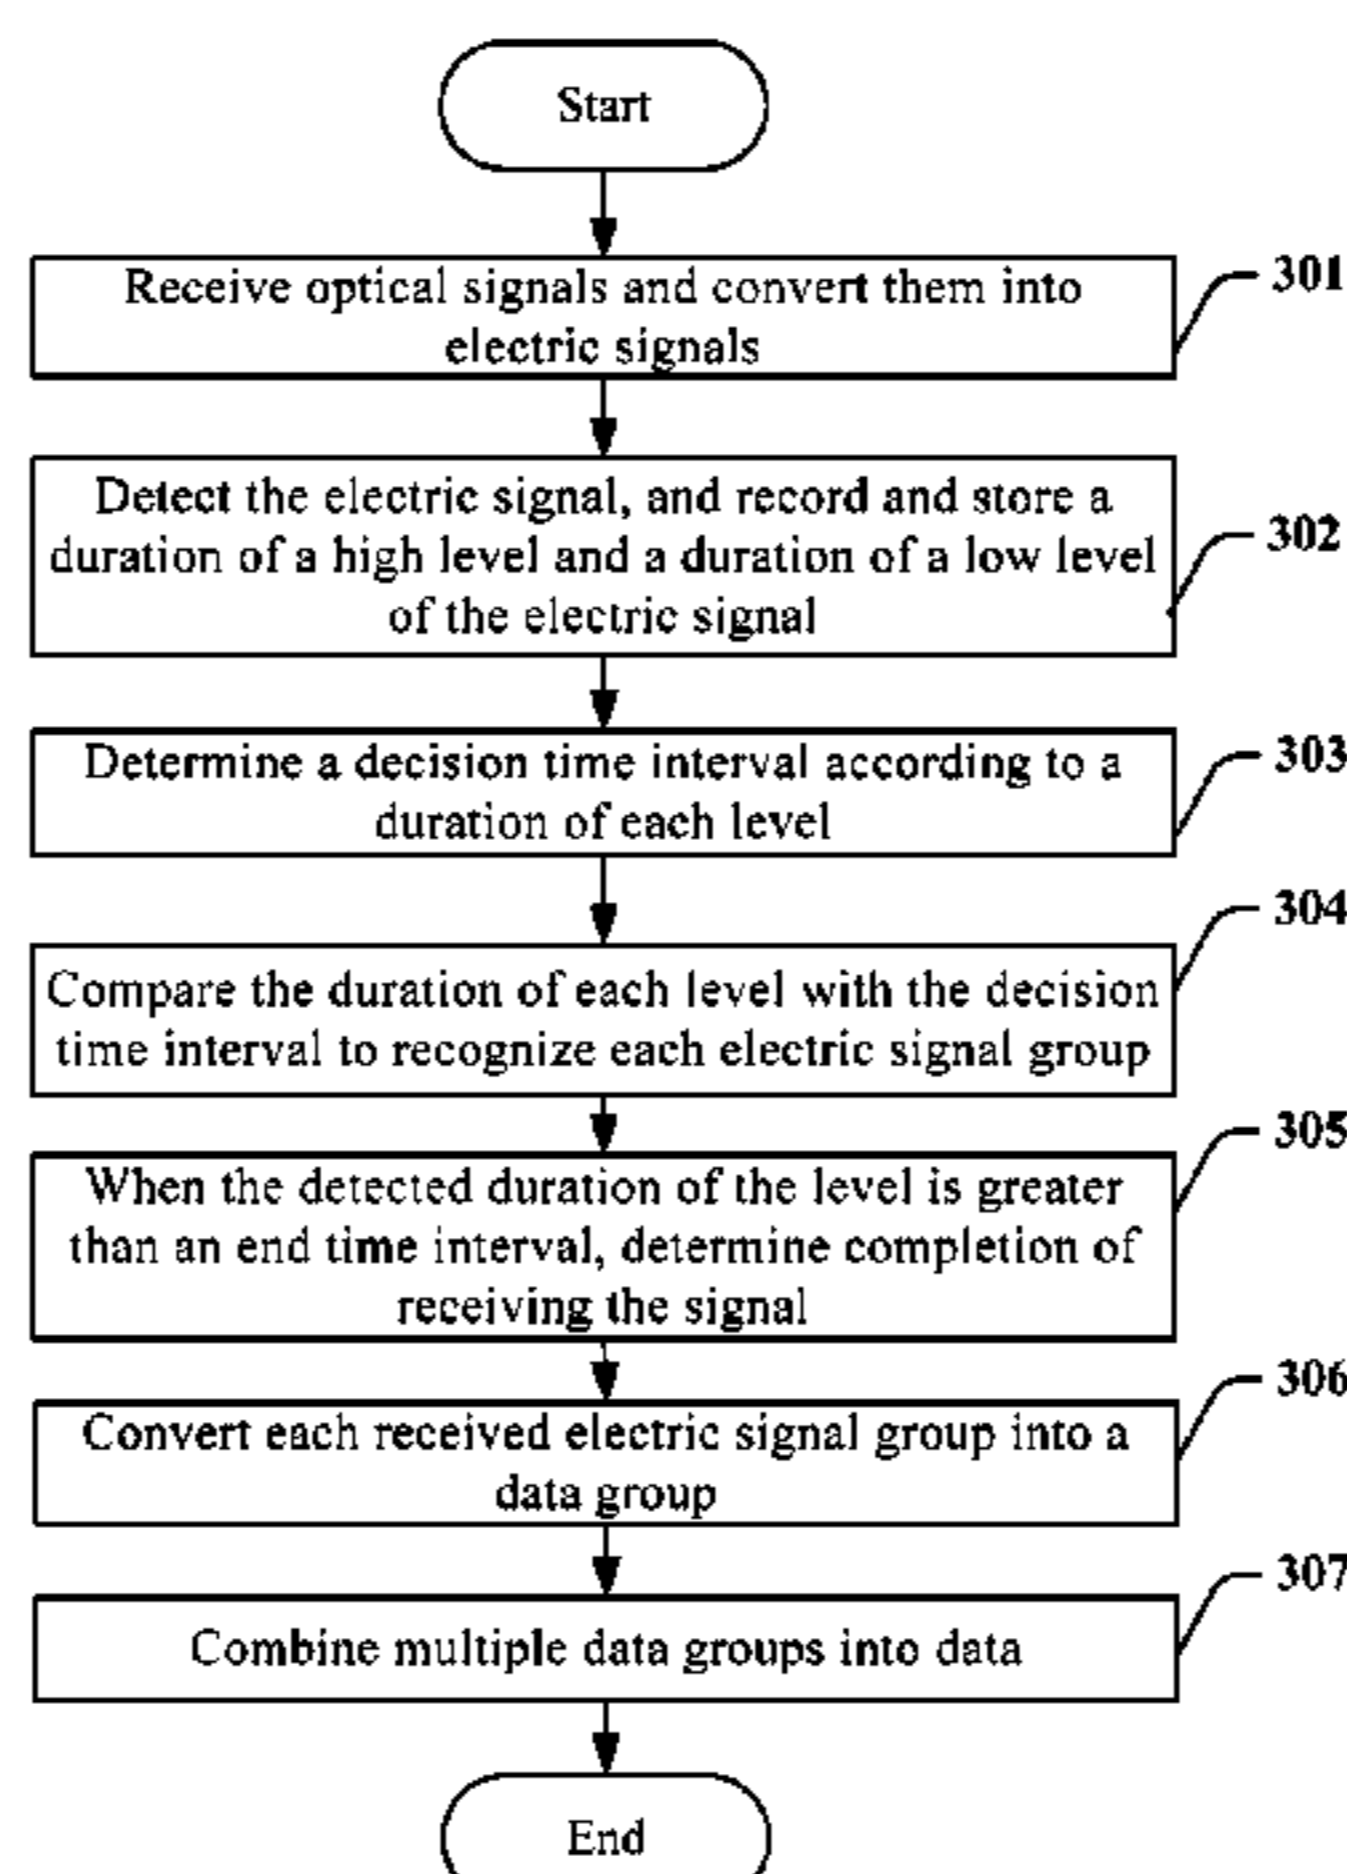 Start
Receive optical signals and convert them into
electric signals
301
Detect the electric signal, and record and store a
duration of a high level and a duration of a low level
of the electric signal
302
Determine a decision time interval according to a
duration of each level
303
Compare the duration of each level with the decision
time interval to recognize each electric signal group
304
When the detected duration of the level is greater
than an end time interval, determine completion of
receiving the signal
305
Convert each received electric signal group into a
data group
306
Combine multiple data groups into data
307
End